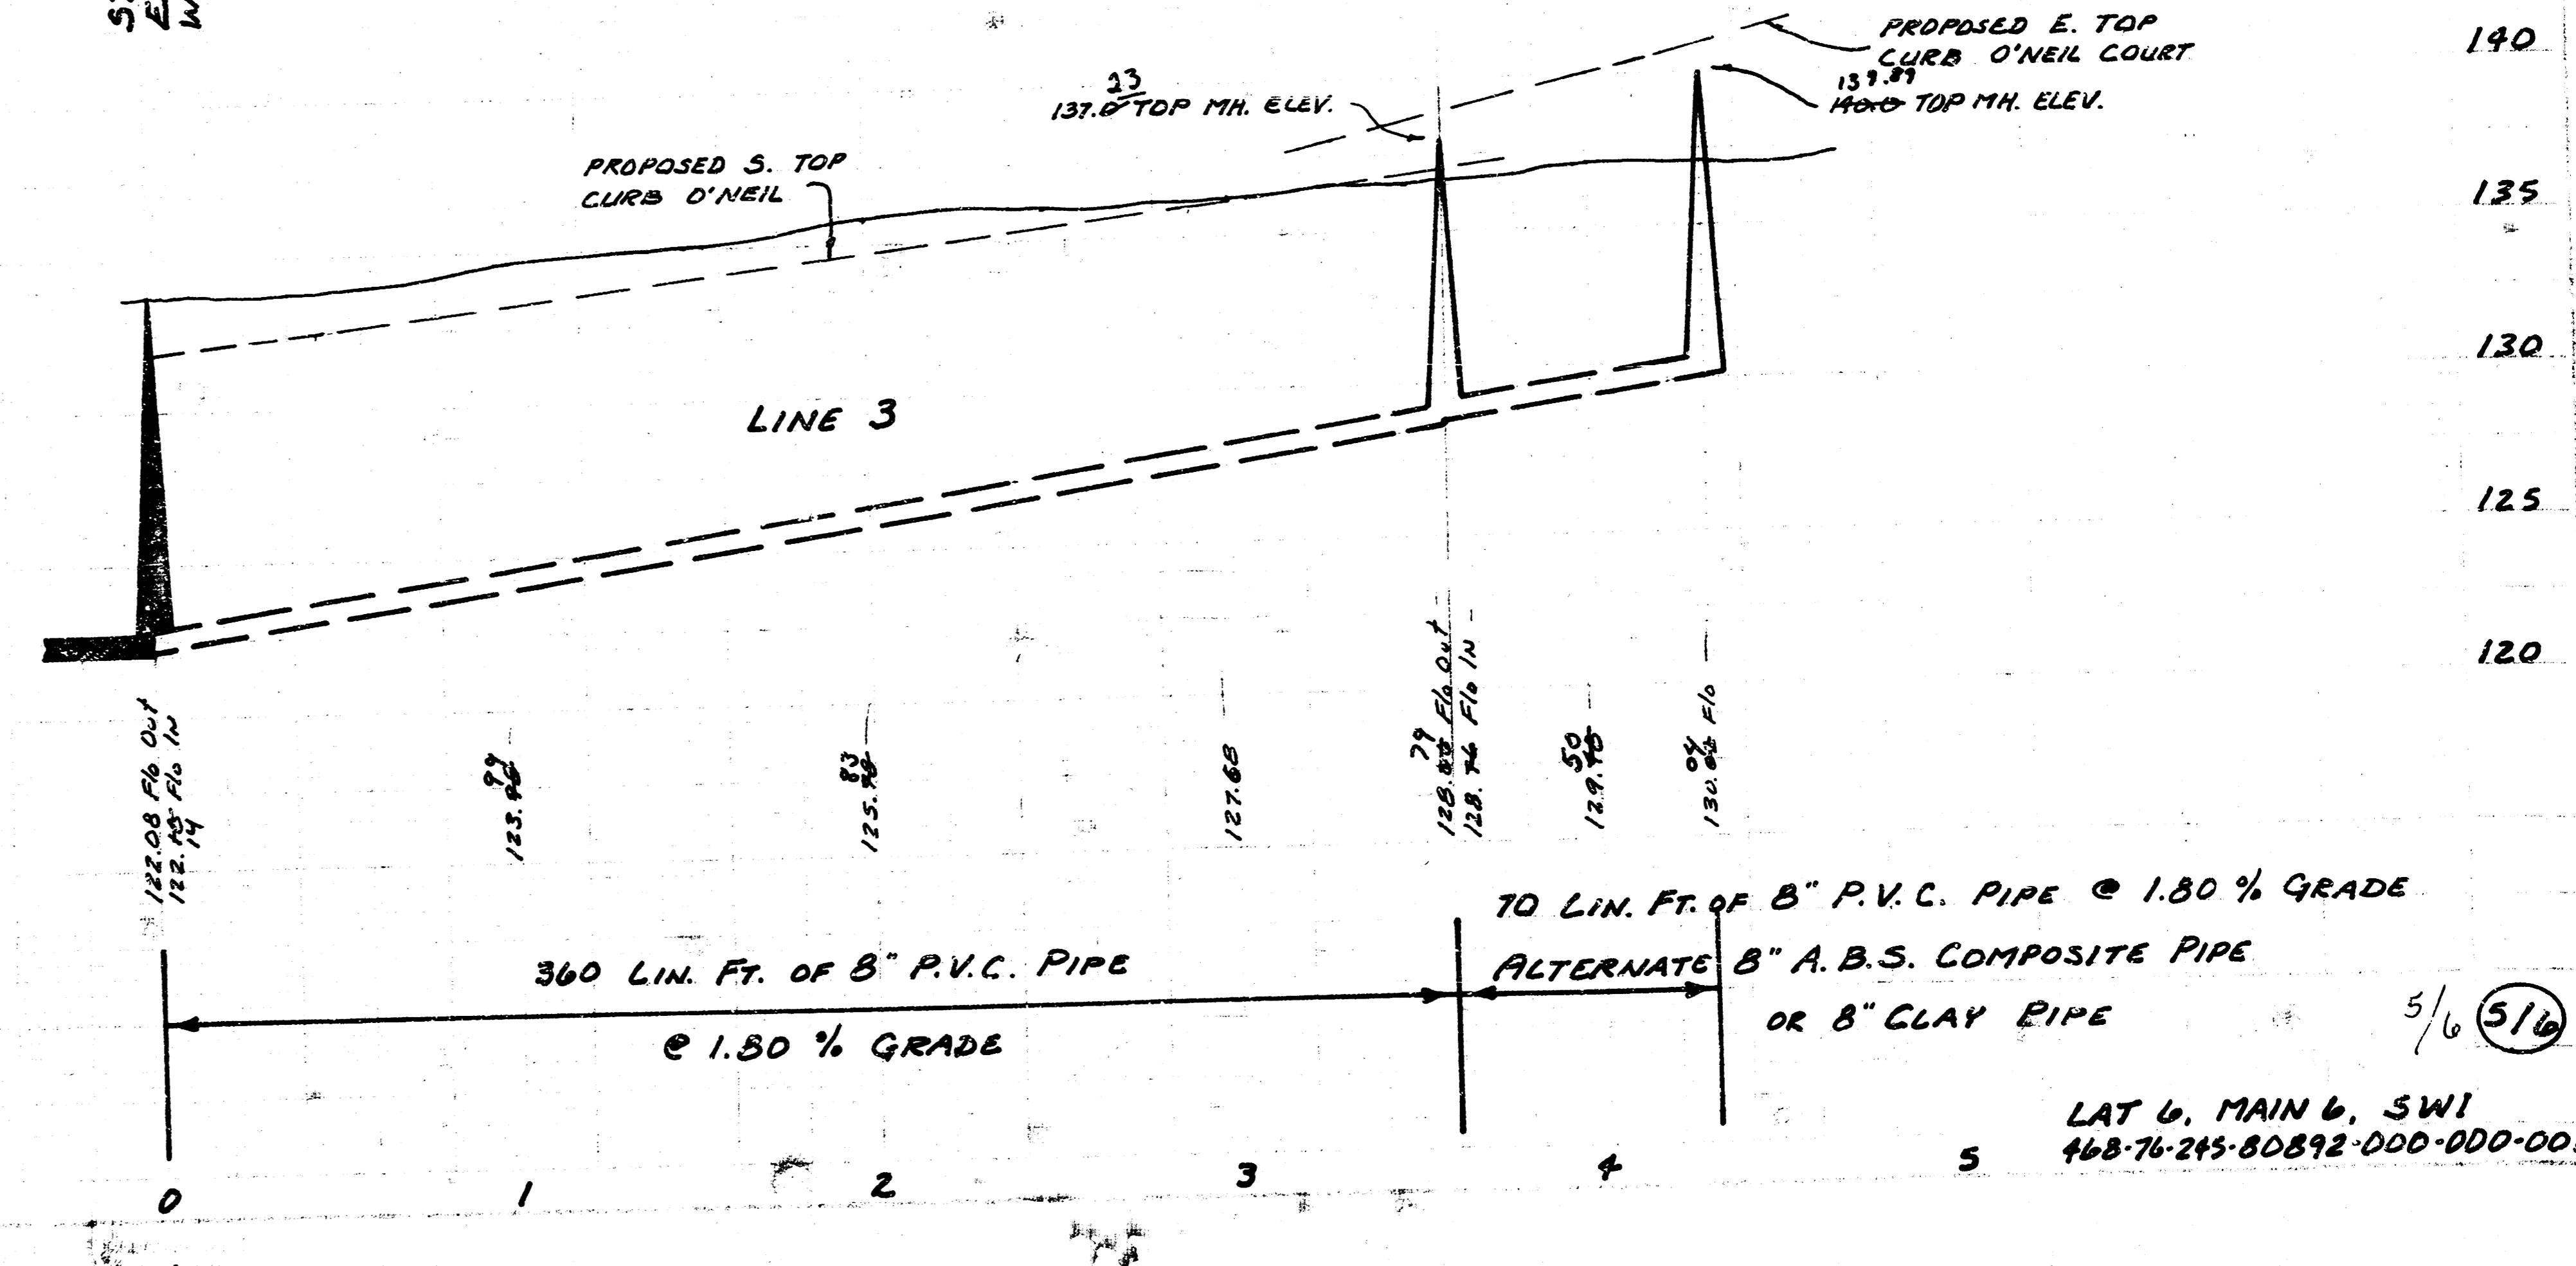 PROPOSED E. TOP
CURB O'NEIL COURT
140
139.89
140.0 TOP MH. ELEV.
23
137.0 TOP MH. ELEV.
PROPOSED S. TOP
CURB O'NEIL
135
130
LINE 3
125
120
122.08 Flo Out
122. Flo IN
14
99
123.
83
125.
127.68
79
128. Flo Out
128. Flo IN
50
129.
04
130. Flo
70 LIN. FT. OF 8" P.V.C. PIPE @ 1.80 % GRADE
360 LIN. FT. OF 8" P.V.C. PIPE
ALTERNATE 8" A.B.S. COMPOSITE PIPE
OR 8" CLAY PIPE
@ 1.80 % GRADE
5/6 5/6
LAT 6, MAIN 6, SWI
468-76-245-80892-000-000-00
0 1 2 3 4 5